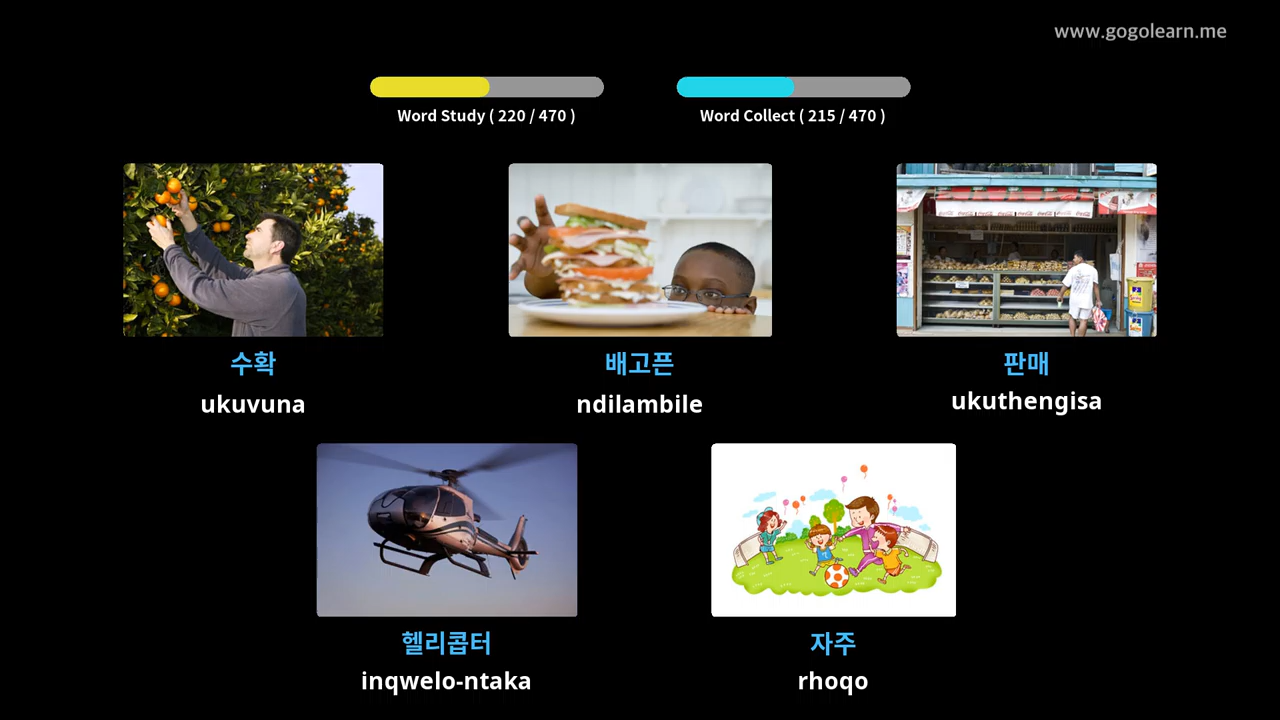 www.gogolearn.me
Word Study ( 220 / 470 )
Word Collect ( 215 / 470 )
수확
ukuvuna
배고픈
ndilambile
판매
ukuthengisa
헬리콥터
inqwelo-ntaka
자주
rhoqo